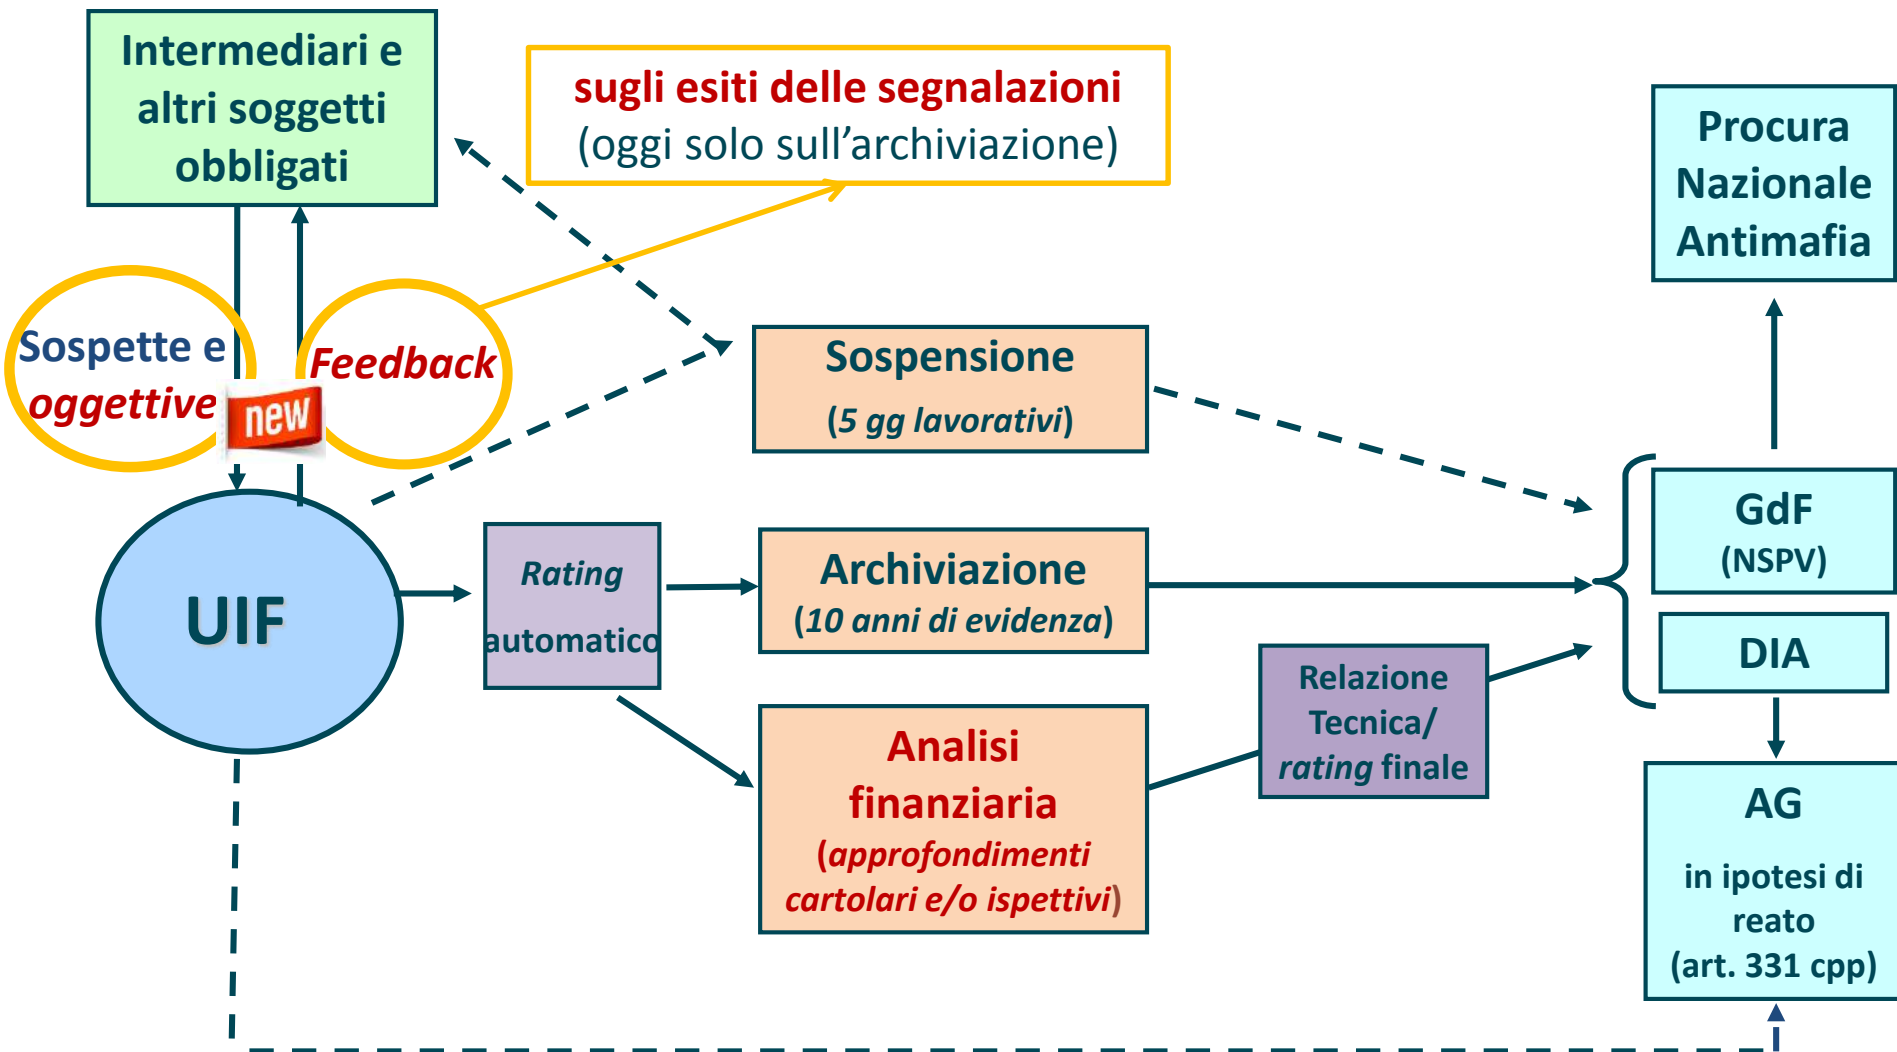 Intermediari e
altri soggetti
obbligati
sugli esiti delle segnalazioni
(oggi solo sull’archiviazione)
Procura
Nazionale
Antimafia
Sospette e
oggettive
new
Feedback
Sospensione
(5 gg lavorativi)
UIF
Rating
automatico
Archiviazione
(10 anni di evidenza)
Analisi
finanziaria
(approfondimenti
cartolari e/o ispettivi)
Relazione
Tecnica/
rating finale
GdF
(NSPV)
DIA
AG
in ipotesi di
reato
(art. 331 cpp)